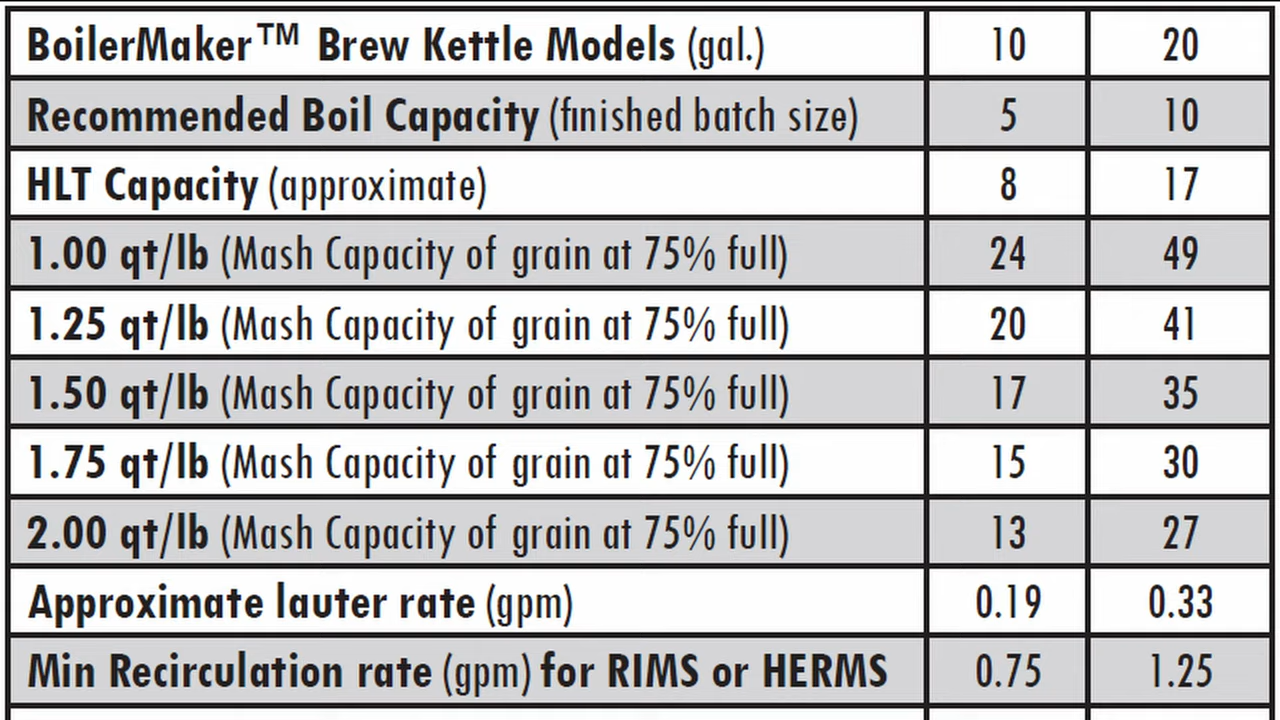 BoilerMaker™ Brew Kettle Models (gal.) 10 20
Recommended Boil Capacity (finished batch size) 5 10
HLT Capacity (approximate) 8 17
1.00 qt/lb (Mash Capacity of grain at 75% full) 24 49
1.25 qt/lb (Mash Capacity of grain at 75% full) 20 41
1.50 qt/lb (Mash Capacity of grain at 75% full) 17 35
1.75 qt/lb (Mash Capacity of grain at 75% full) 15 30
2.00 qt/lb (Mash Capacity of grain at 75% full) 13 27
Approximate lauter rate (gpm) 0.19 0.33
Min Recirculation rate (gpm) for RIMS or HERMS 0.75 1.25